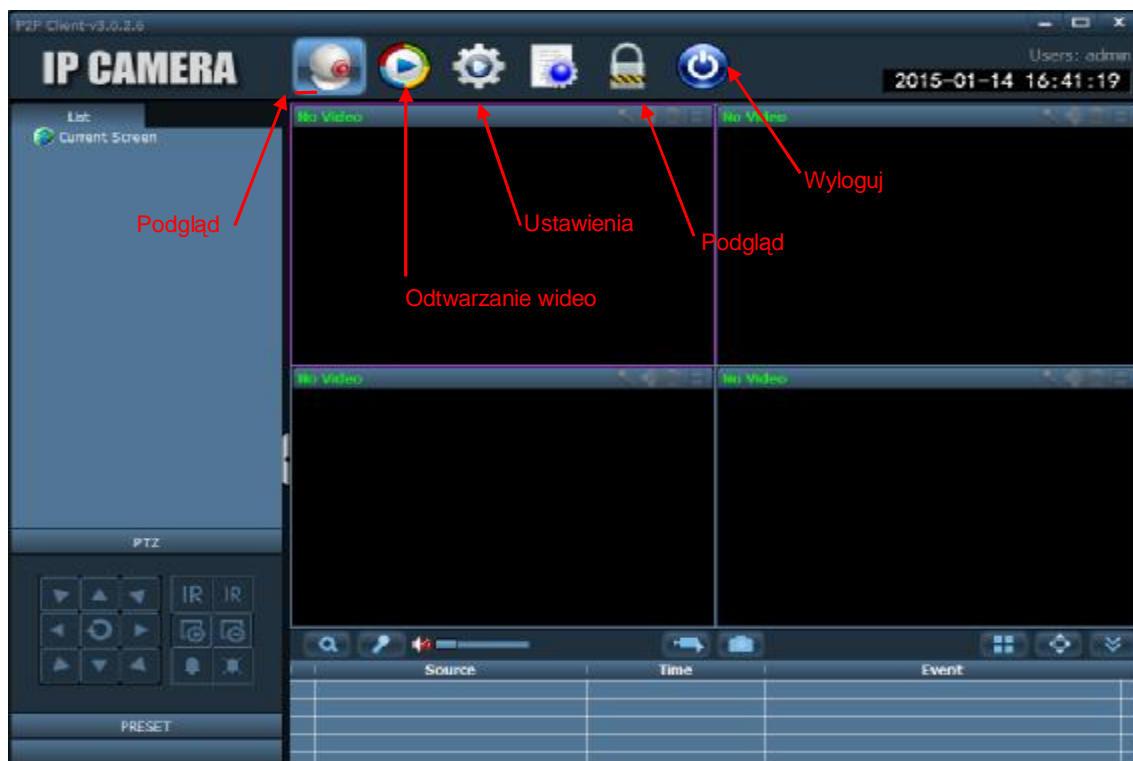 P2P Client-v3.0.2.6
IP CAMERA
Users: admin
2015-01-14 16:41:19
List
Current Screen
No Video
No Video
Wyloguj
Podgląd
Ustawienia
Podgląd
Odtwarzanie wideo
No Video
No Video
PTZ
IR
IR
Source
Time
Event
PRESET